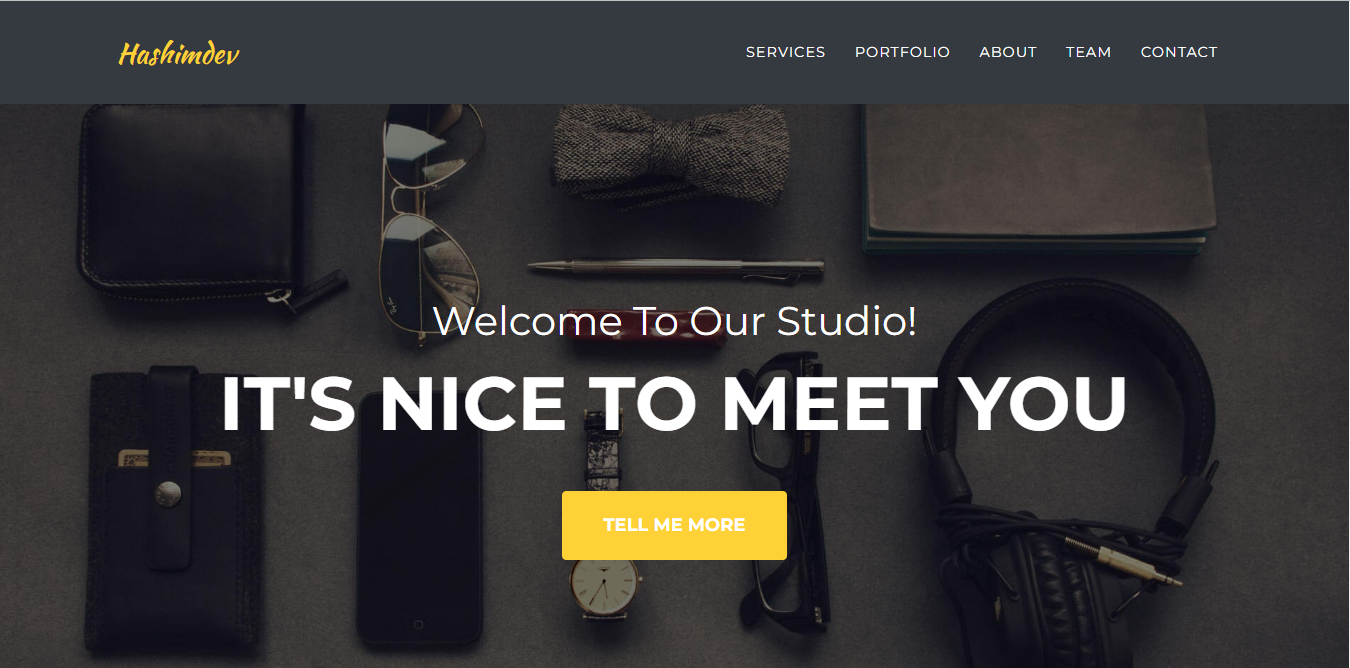 Hashimdev
SERVICES PORTFOLIO ABOUT TEAM CONTACT
Welcome To Our Studio!
IT'S NICE TO MEET YOU
TELL ME MORE